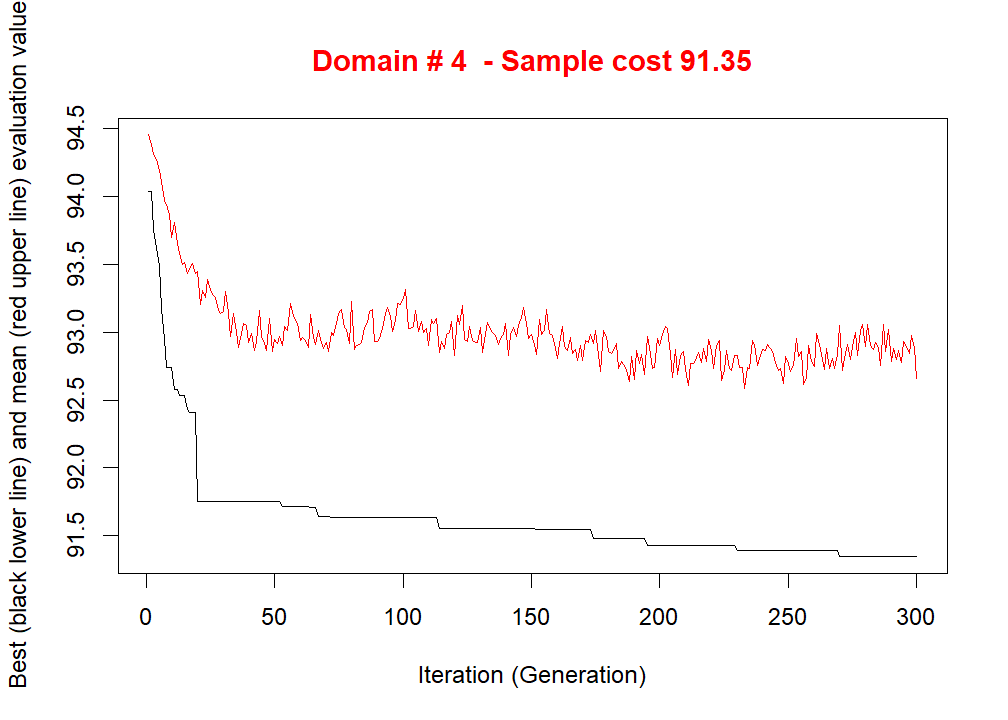 Domain # 4  - Sample cost 91.35
Best (black lower line) and mean (red upper line) evaluation value
94.5
94.0
93.5
93.0
92.5
92.0
91.5
0 50 100 150 200 250 300
Iteration (Generation)